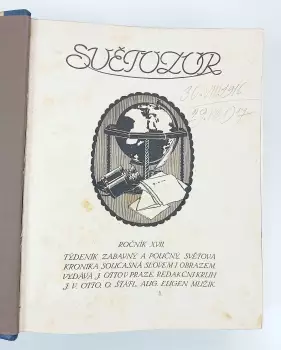 SVĚTOZOR
ROČNÍK XVII.
TÝDENÍK ZÁBAVNÝ A POUČNÝ. SVĚTOVÁ
KRONIKA SOUČASNÁ SLOVEM I OBRAZEM
VYDÁVÁ J. OTTO V PRAZE. REDAKČNÍ KRUH
J. V. OTTO, O. ŠTÁFL, AUG. EUGEN MUŽÍK.